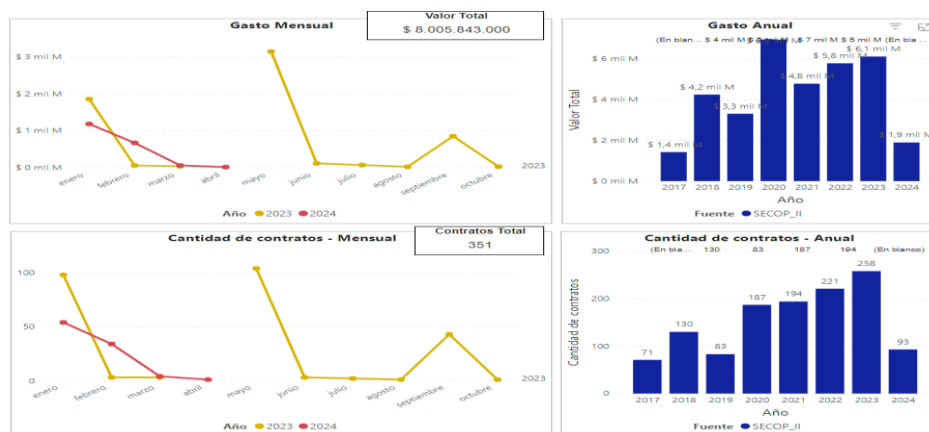 Gasto Mensual
Valor Total
$ 8.005.843.000
$ 3 mil M
$ 2 mil M
$ 1 mil M
$ 0 mil M
enero
febrero
marzo
abril
mayo
junio
julio
agosto
septiembre
octubre
2023
Año 2023 2024
Gasto Anual
(En blan... $ 4 mil M $ 7 mil M $ 5 mil M (En blanco)
Valor Total
$ 6 mil M
$ 4 mil M
$ 2 mil M
$ 0 mil M
$ 1,4 mil M
$ 4,2 mil M
$ 3,3 mil M
$ 4,8 mil M
$ 5,8 mil M
$ 6,1 mil M
$ 1,9 mil M
2017 2018 2019 2020 2021 2022 2023 2024
Año
Fuente SECOP_II
Cantidad de contratos - Mensual
Contratos Total
351
100
50
0
enero
febrero
marzo
abril
mayo
junio
julio
agosto
septiembre
octubre
2023
Año 2023 2024
Cantidad de contratos - Anual
(En bla... 130 83 187 194 (En blanco)
Cantidad de contratos
300
200
100
0
71
130
83
187
194
221
258
93
2017 2018 2019 2020 2021 2022 2023 2024
Año
Fuente SECOP_II